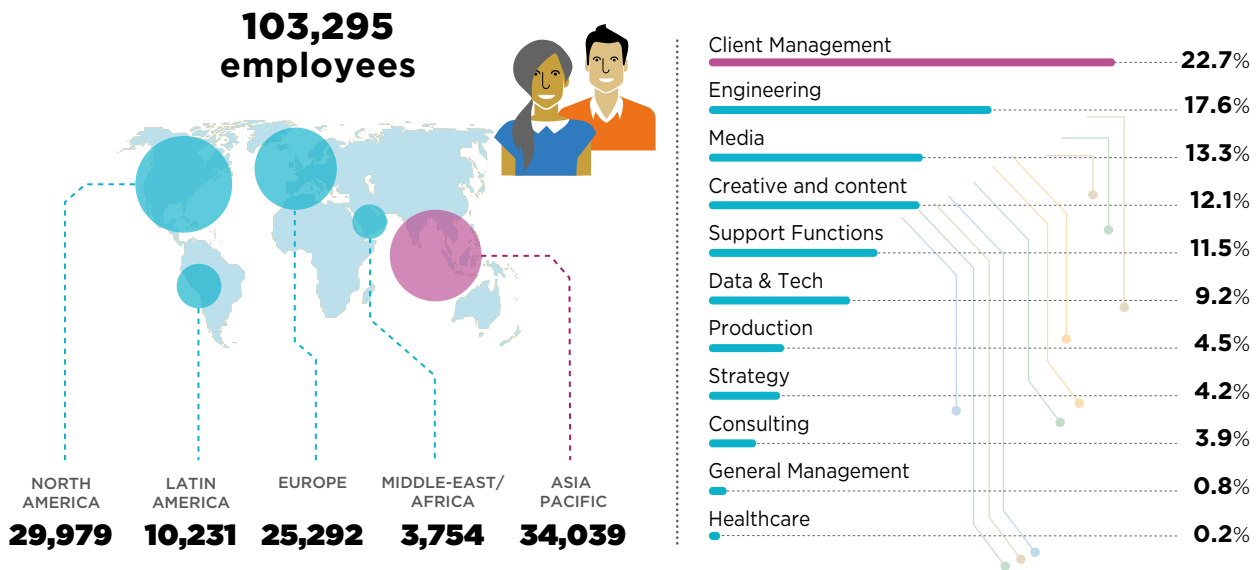 103,295
employees
NORTH
AMERICA
29,979
LATIN
AMERICA
10,231
EUROPE
25,292
MIDDLE-EAST/
AFRICA
3,754
ASIA
PACIFIC
34,039
Client Management
22.7%
Engineering
17.6%
Media
13.3%
Creative and content
12.1%
Support Functions
11.5%
Data & Tech
9.2%
Production
4.5%
Strategy
4.2%
Consulting
3.9%
General Management
0.8%
Healthcare
0.2%